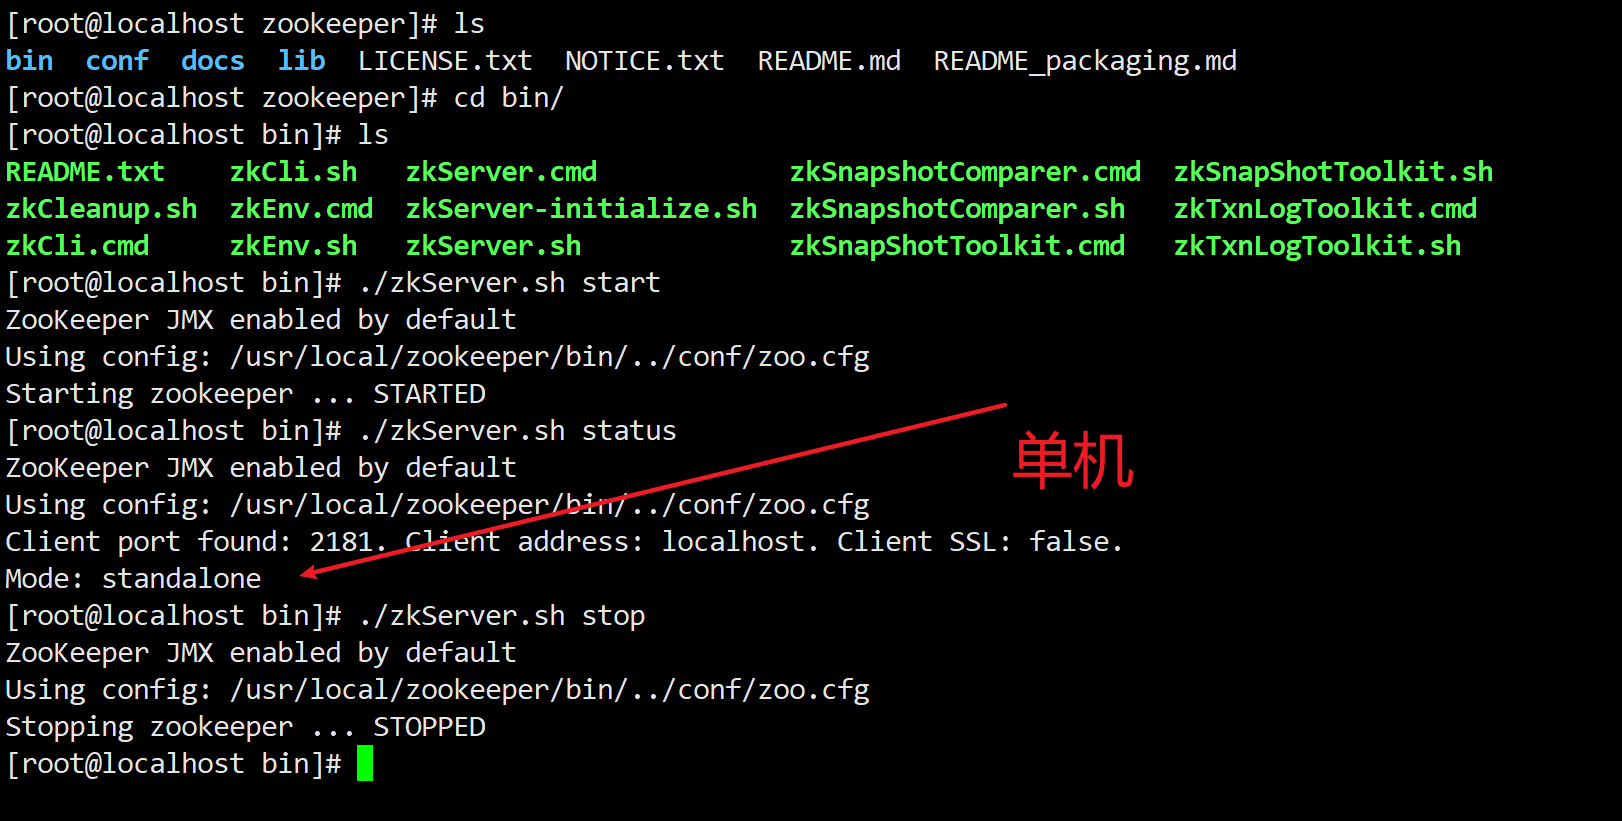 [root@localhost zookeeper]# ls
bin  conf  docs  lib  LICENSE.txt  NOTICE.txt  README.md  README_packaging.md
[root@localhost zookeeper]# cd bin/
[root@localhost bin]# ls
README.txt    zkCli.sh   zkServer.cmd            zkSnapshotComparer.cmd  zkSnapShotToolkit.sh
zkCleanup.sh  zkEnv.cmd  zkServer-initialize.sh  zkSnapshotComparer.sh   zkTxnLogToolkit.cmd
zkCli.cmd     zkEnv.sh   zkServer.sh             zkSnapShotToolkit.cmd   zkTxnLogToolkit.sh
[root@localhost bin]# ./zkServer.sh start
ZooKeeper JMX enabled by default
Using config: /usr/local/zookeeper/bin/../conf/zoo.cfg
Starting zookeeper ... STARTED
[root@localhost bin]# ./zkServer.sh status
单机
ZooKeeper JMX enabled by default
Using config: /usr/local/zookeeper/bin/../conf/zoo.cfg
Client port found: 2181. Client address: localhost. Client SSL: false.
Mode: standalone
[root@localhost bin]# ./zkServer.sh stop
ZooKeeper JMX enabled by default
Using config: /usr/local/zookeeper/bin/../conf/zoo.cfg
Stopping zookeeper ... STOPPED
[root@localhost bin]#